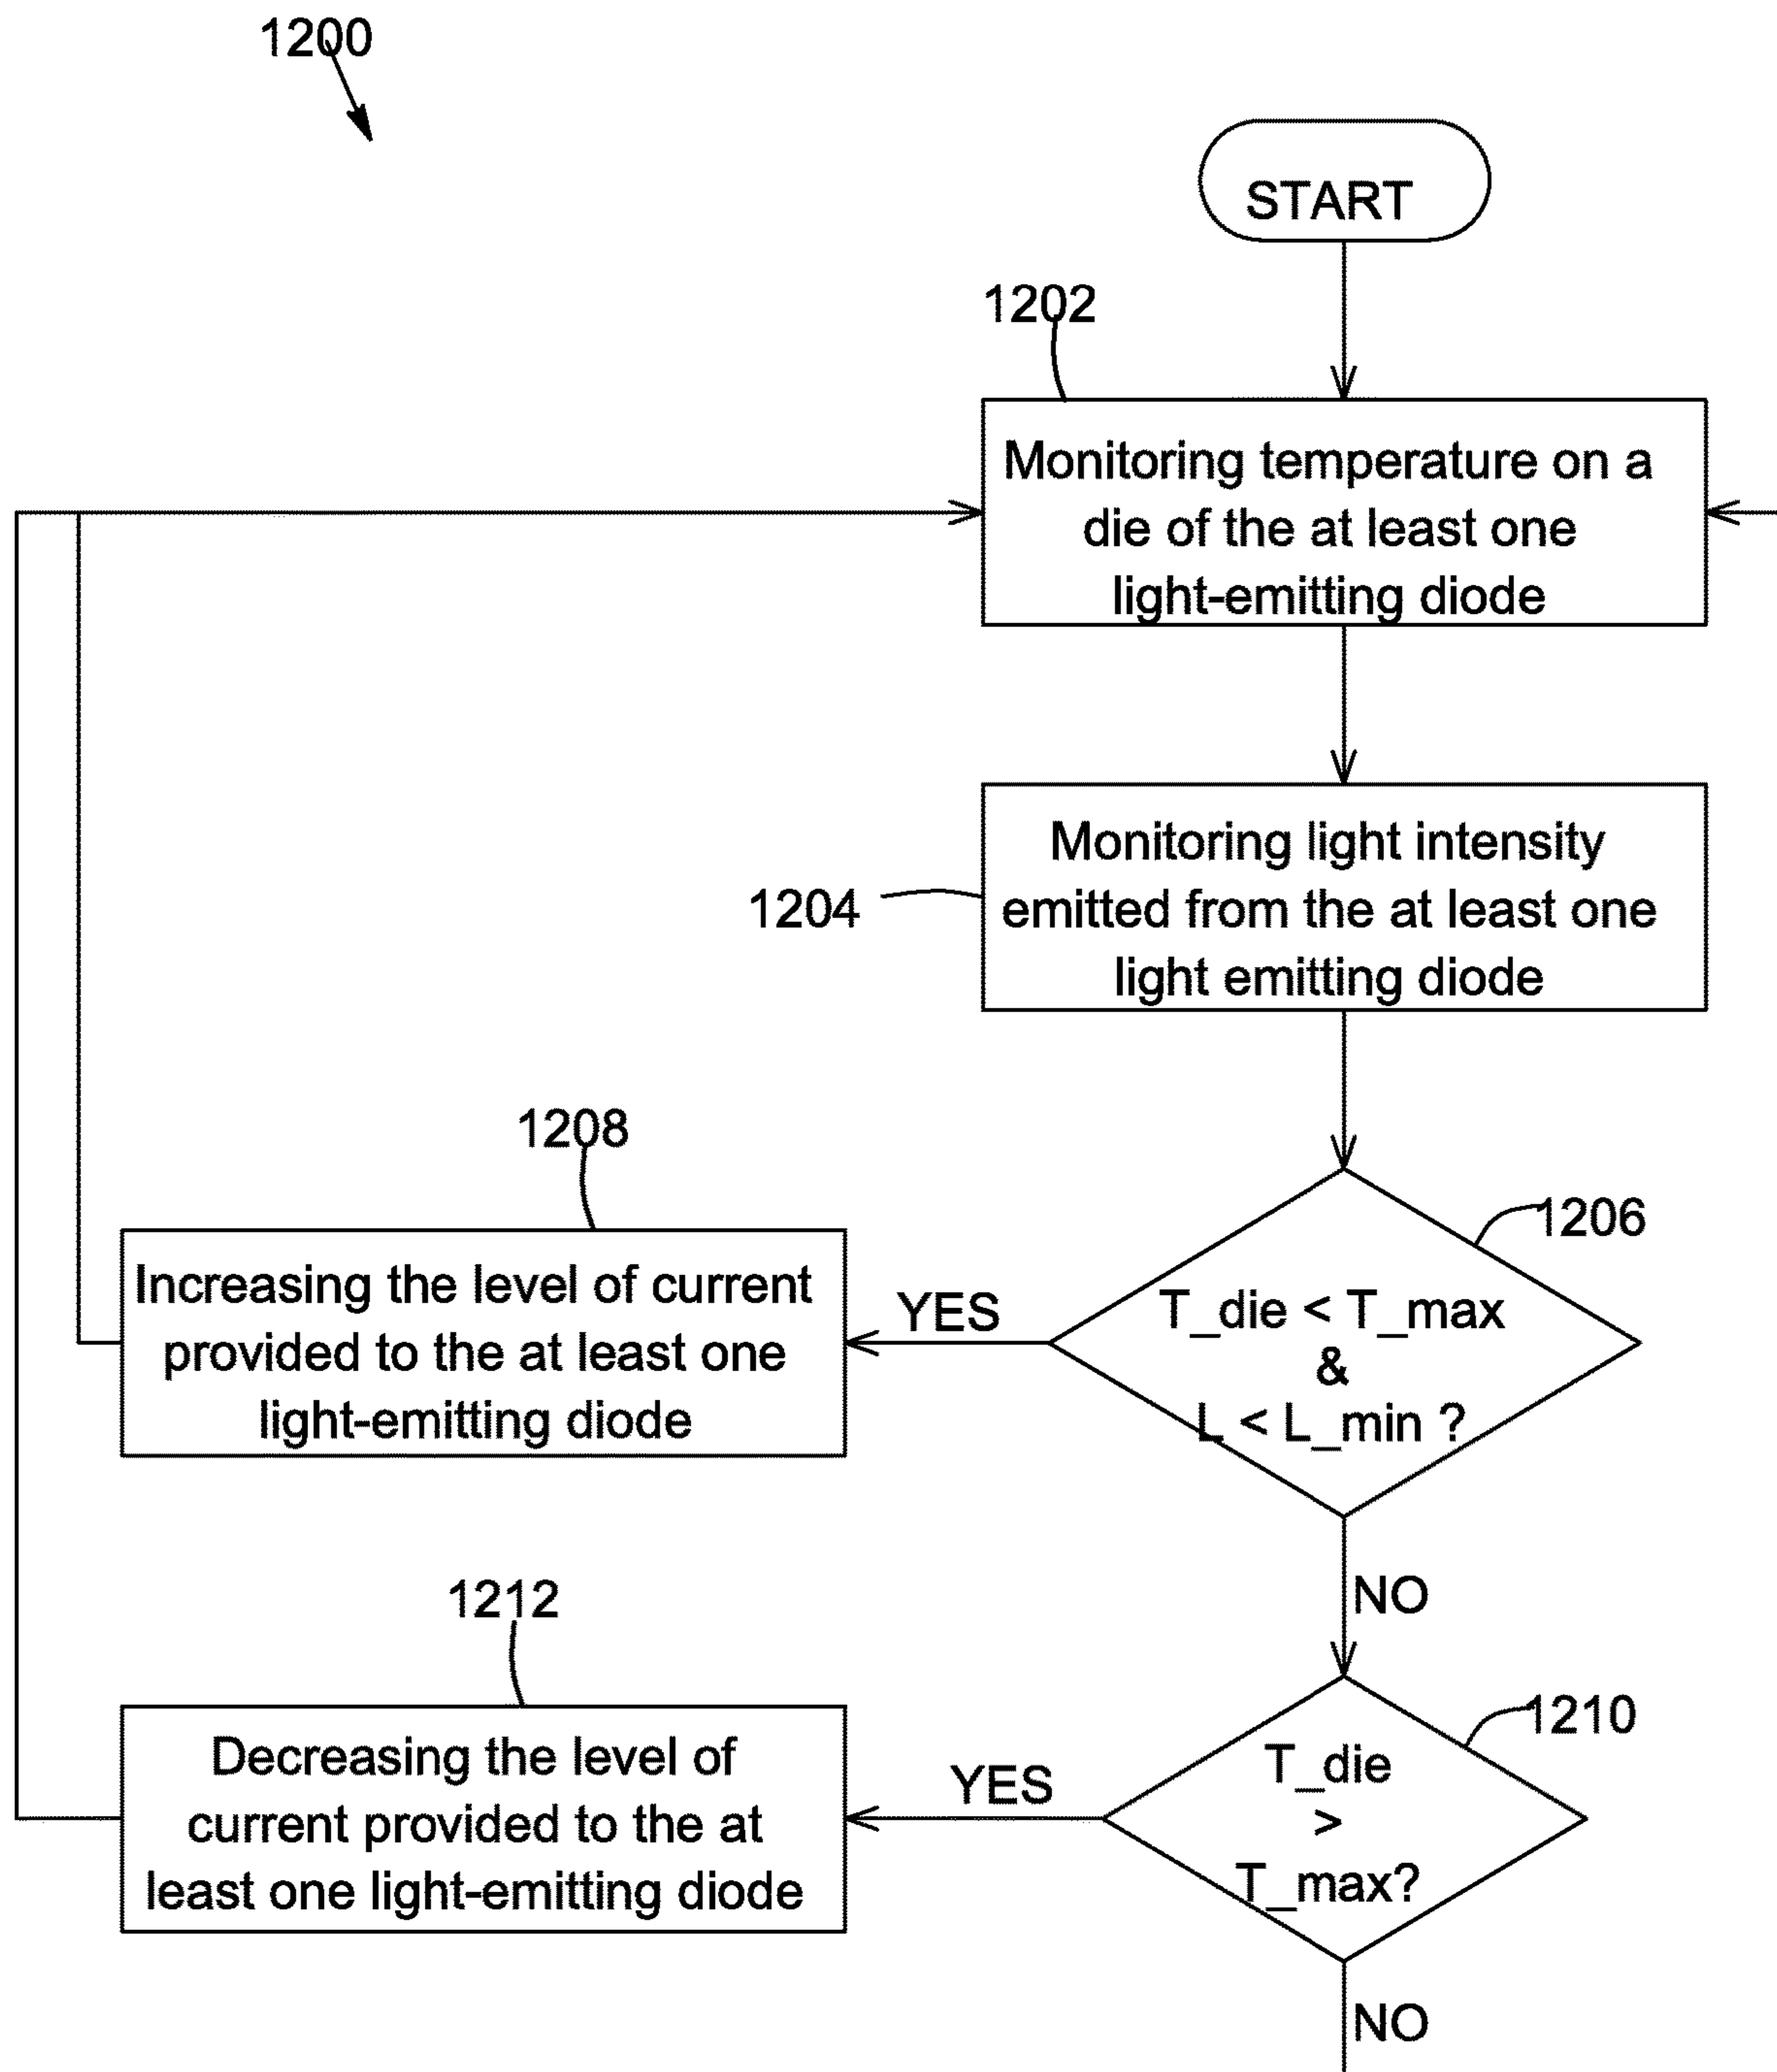 1200
START
1202
Monitoring temperature on a
die of the at least one
light-emitting diode
Monitoring light intensity
1204
emitted from the at least one
light emitting diode
1208
1206
Increasing the level of current
provided to the at least one
light-emitting diode
YES
T_die < T_max
&
L < L_min ?
NO
1212
1210
Decreasing the level of
current provided to the at
least one light-emitting diode
YES
T_die
>
T_max?
NO